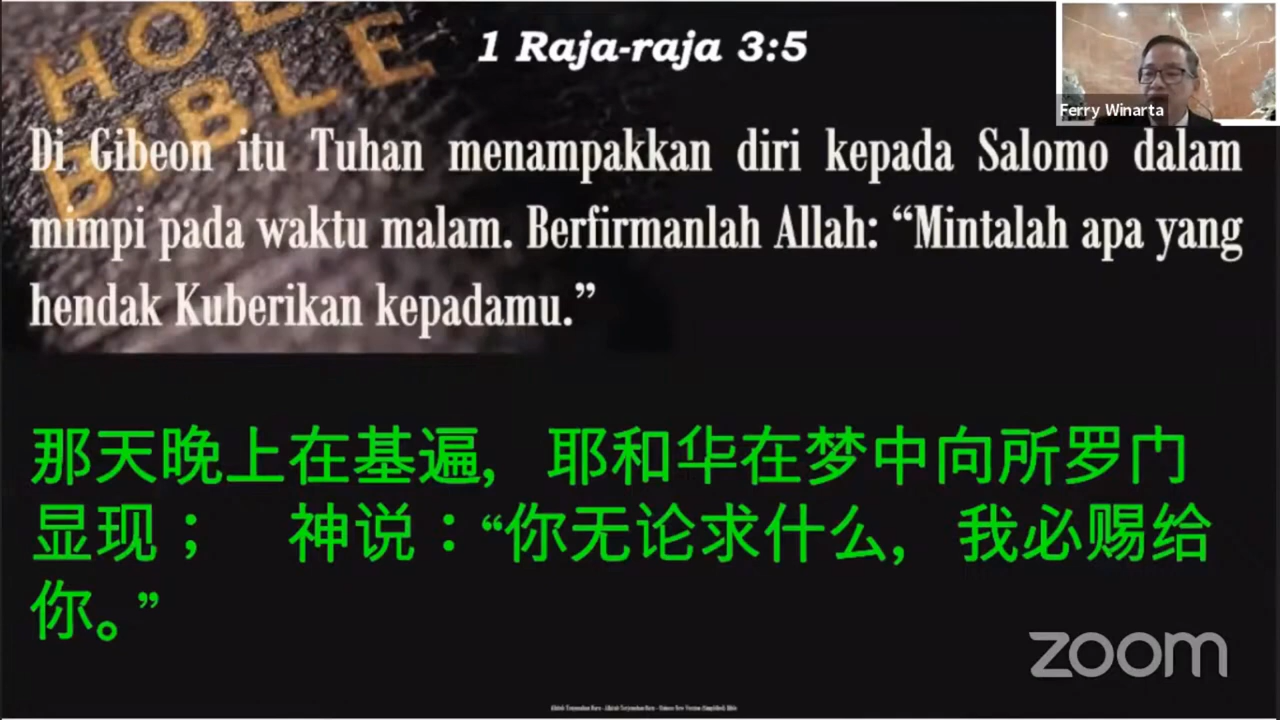 HOLY
BIBLE
1 Raja-raja 3:5
Ferry Winarta
Di Gibeon itu Tuhan menampakkan diri kepada Salomo dalam
mimpi pada waktu malam. Berfirmanlah Allah: “Mintalah apa yang
hendak Kuberikan kepadamu.”
那天晚上在基遍, 耶和华在梦中向所罗门
显现； 神说：“你无论求什么, 我必赐给
你。”
zoom